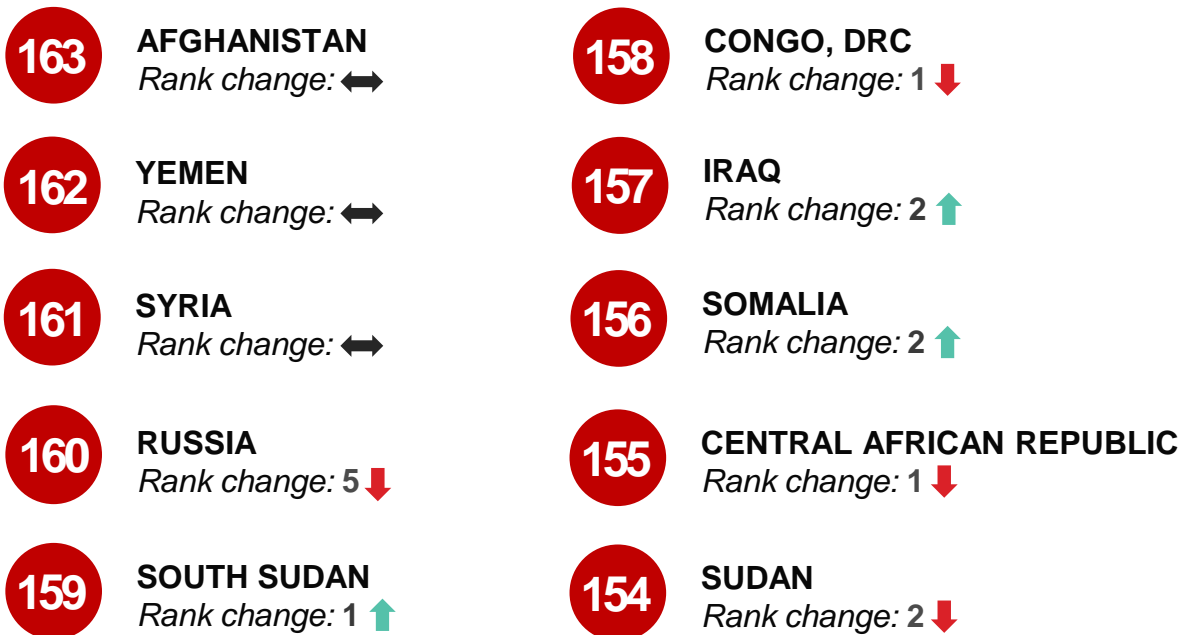 163
AFGHANISTAN
Rank change:
162
YEMEN
Rank change:
161
SYRIA
Rank change:
160
RUSSIA
Rank change: 5
159
SOUTH SUDAN
Rank change: 1
158
CONGO, DRC
Rank change: 1
157
IRAQ
Rank change: 2
156
SOMALIA
Rank change: 2
155
CENTRAL AFRICAN REPUBLIC
Rank change: 1
154
SUDAN
Rank change: 2